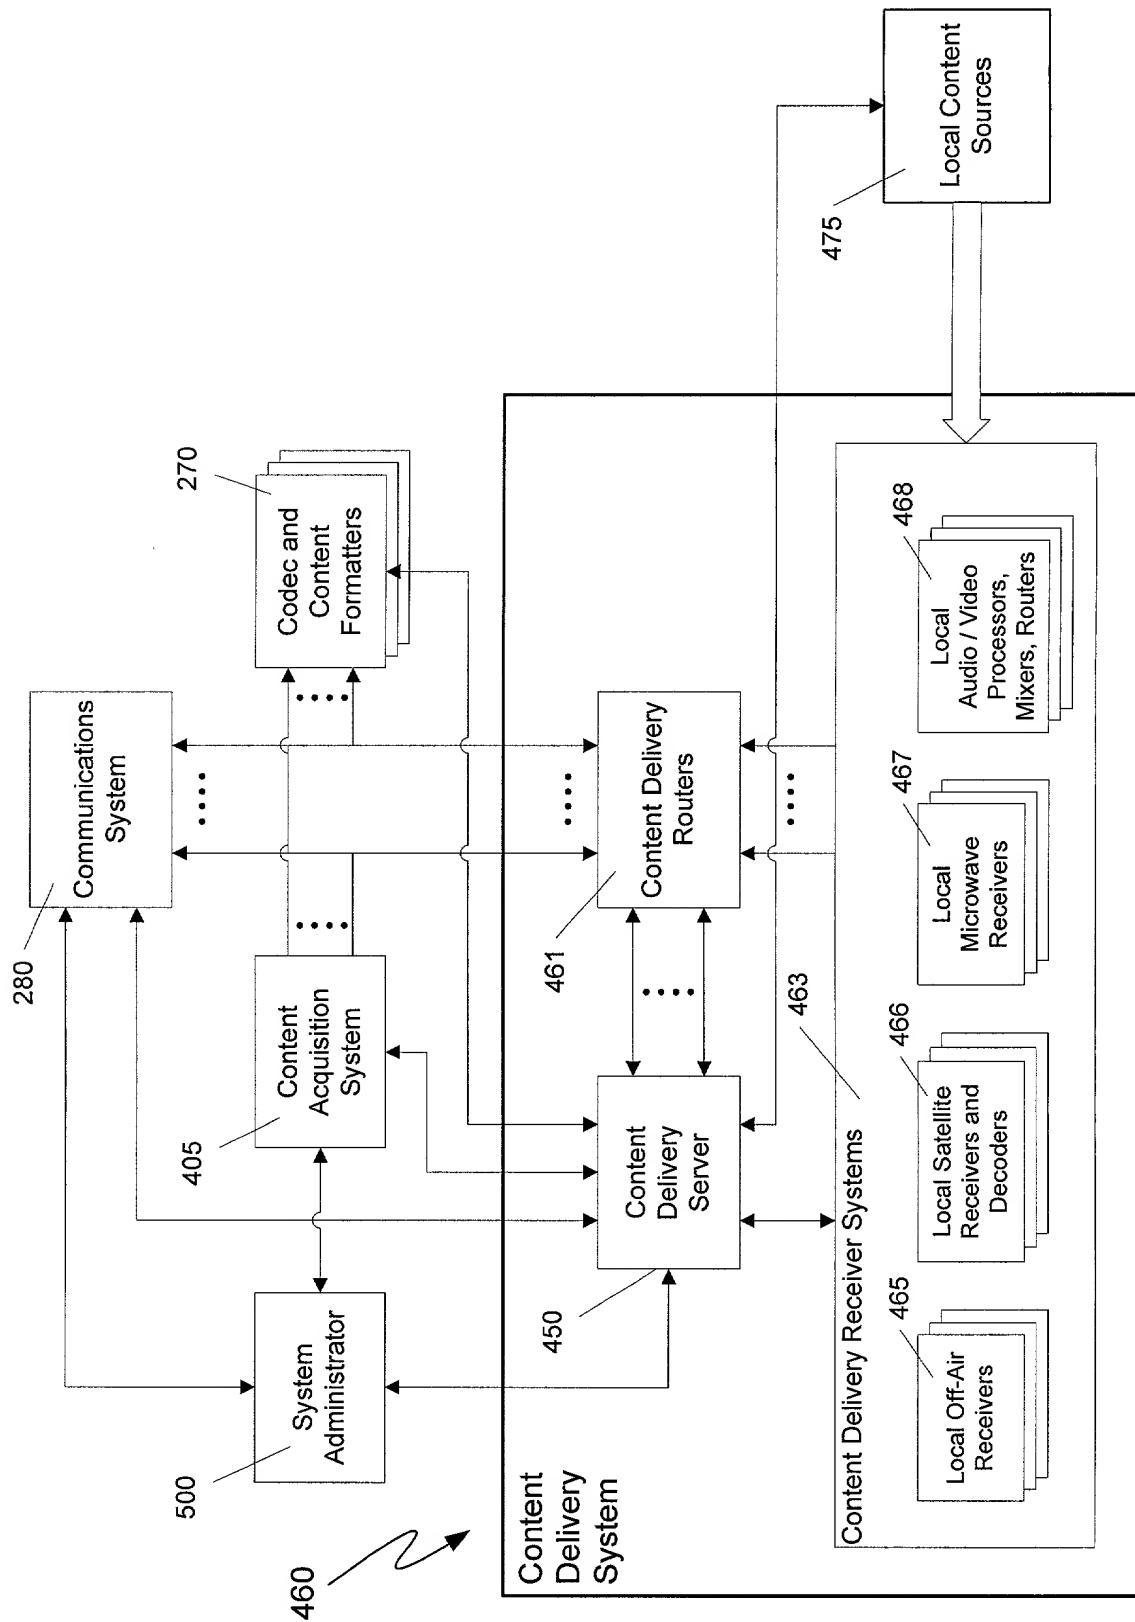 280
Communications
System
270
Codec and
Content
Formatters
405
Content
Acquisition
System
500
System
Administrator
460
Content
Delivery
System
450
Content
Delivery
Server
461
Content Delivery
Routers
475
Local Content
Sources
463
Content Delivery Receiver Systems
465
Local Off-Air
Receivers
466
Local Satellite
Receivers and
Decoders
467
Local
Microwave
Receivers
468
Local
Audio / Video
Processors,
Mixers, Routers